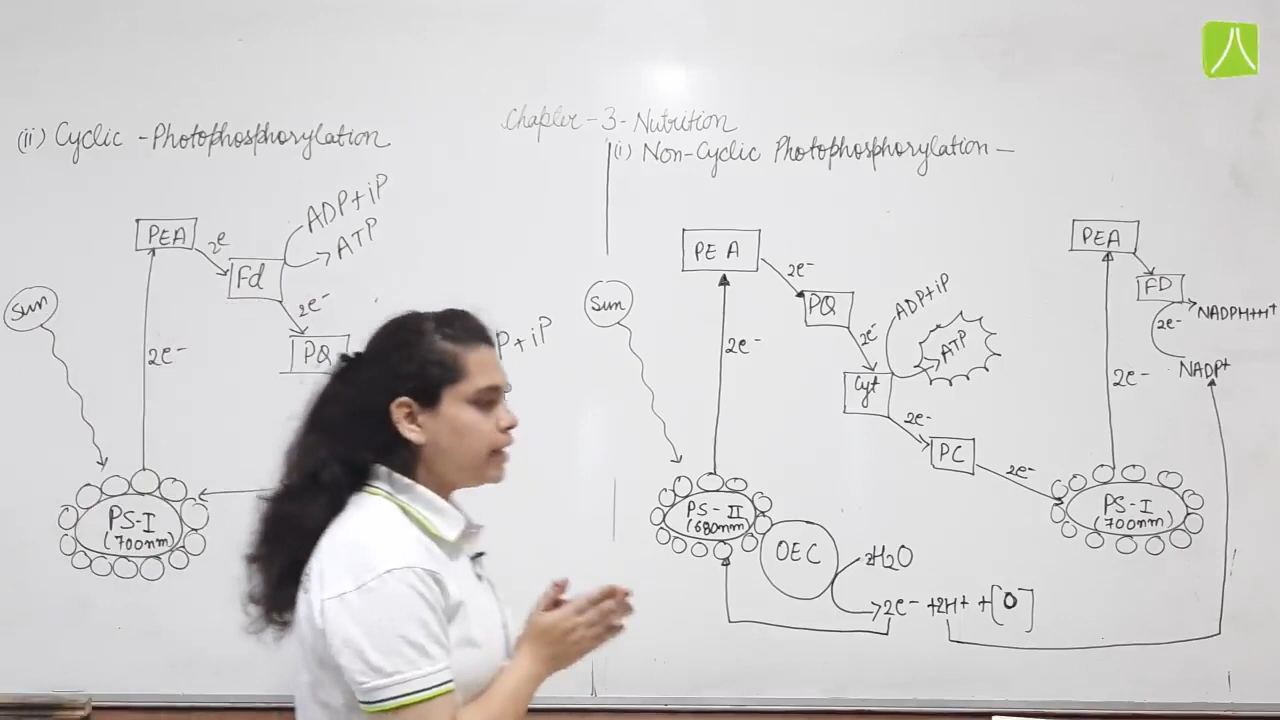 Chapter-3-Nutrition
(ii) Cyclic -Photophosphorylation
PEA
2e
Fd
ADP+iP
ATP
2e-
PQ
P+iP
Sun
2e-
PS-I
(700nm)
(i) Non-Cyclic Photophosphorylation-
PEA
2e-
PQ
2e-
Cyt
ADP+iP
ATP
2e-
PC
2e-
Sun
2e-
PS-II
(680nm)
OEC
H2O
2e- +2H+ +[O]
PEA
FD
2e-
NADPH+H+
NADP+
2e-
PS-I
(700nm)